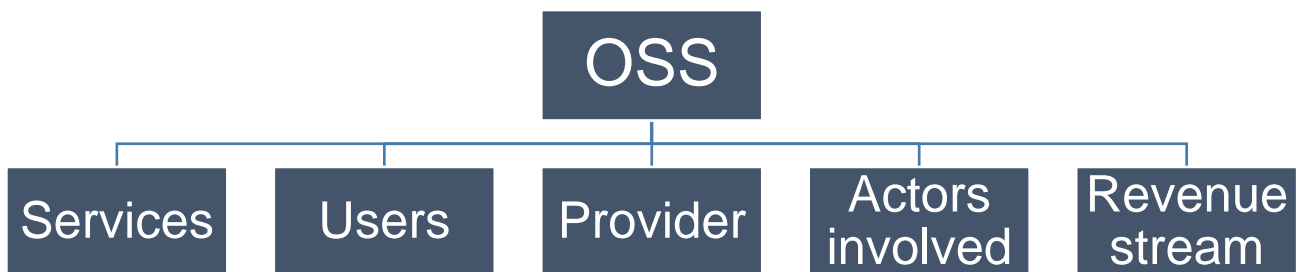 OSS
Services
Users
Provider
Actors
involved
Revenue
stream